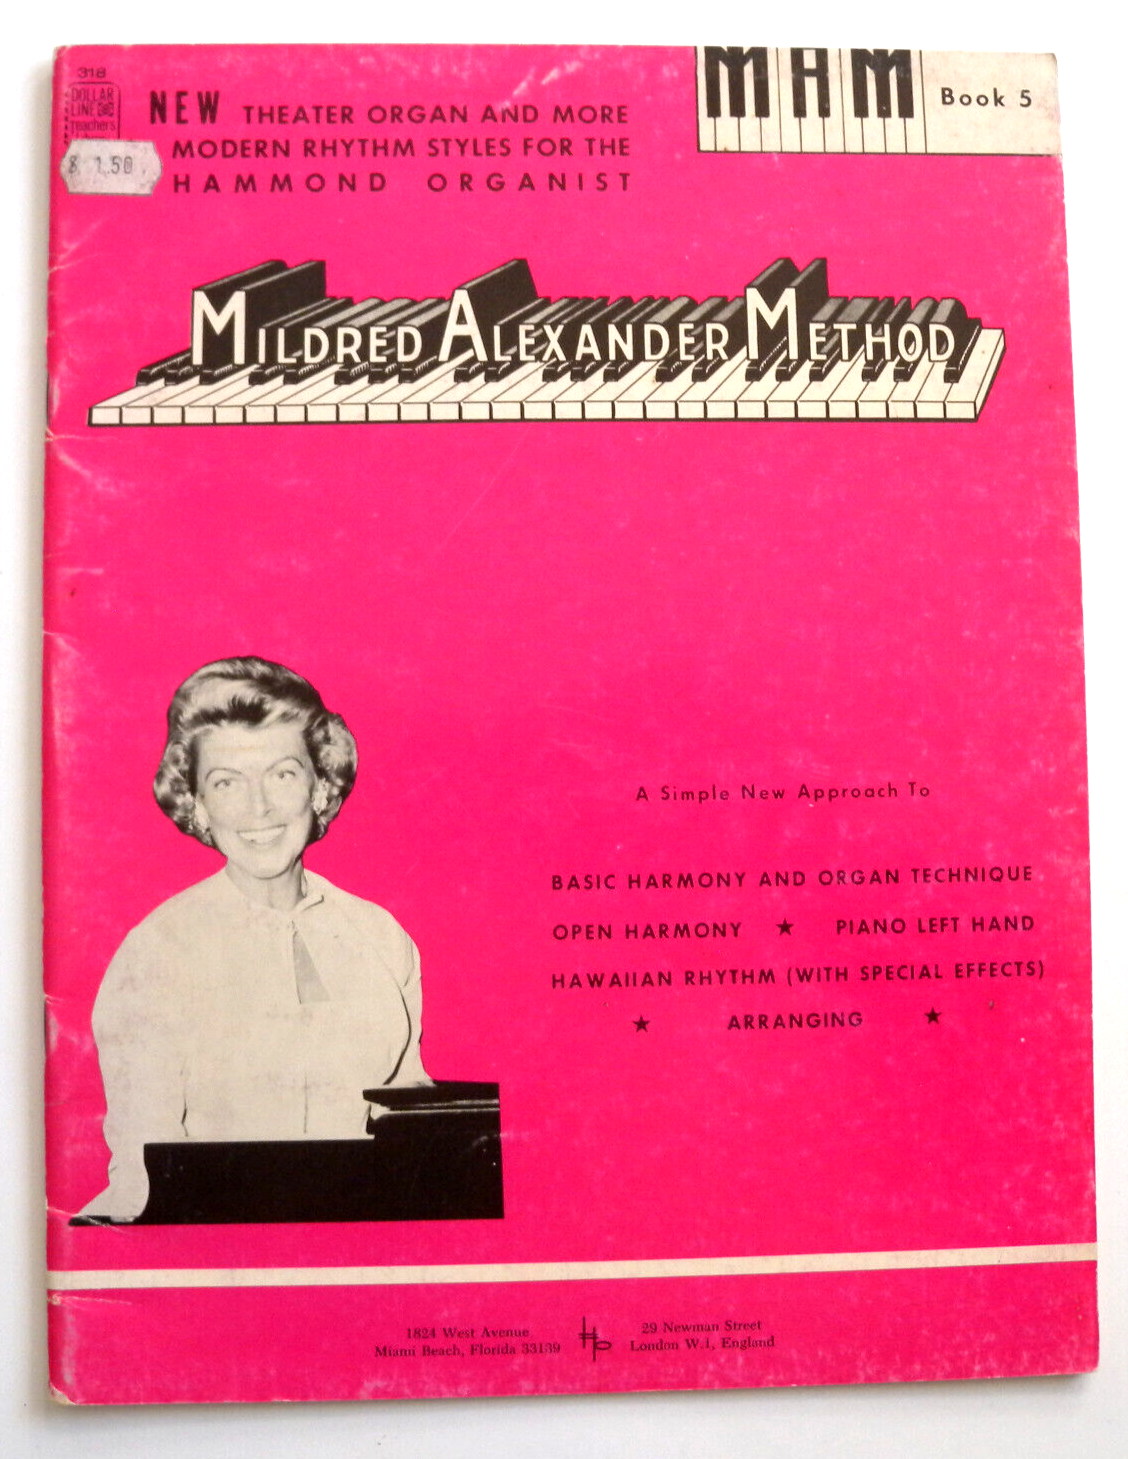 318
DOLLAR
LINE
Teachers
$ 1.50
NEW THEATER ORGAN AND MORE
MODERN RHYTHM STYLES FOR THE
HAMMOND ORGANIST
MAM
Book 5
MILDRED ALEXANDER METHOD
A Simple New Approach To
BASIC HARMONY AND ORGAN TECHNIQUE
OPEN HARMONY ★ PIANO LEFT HAND
HAWAIIAN RHYTHM (WITH SPECIAL EFFECTS)
★ ARRANGING ★
1824 West Avenue
Miami Beach, Florida 33139
HP
29 Newman Street
London W.1, England